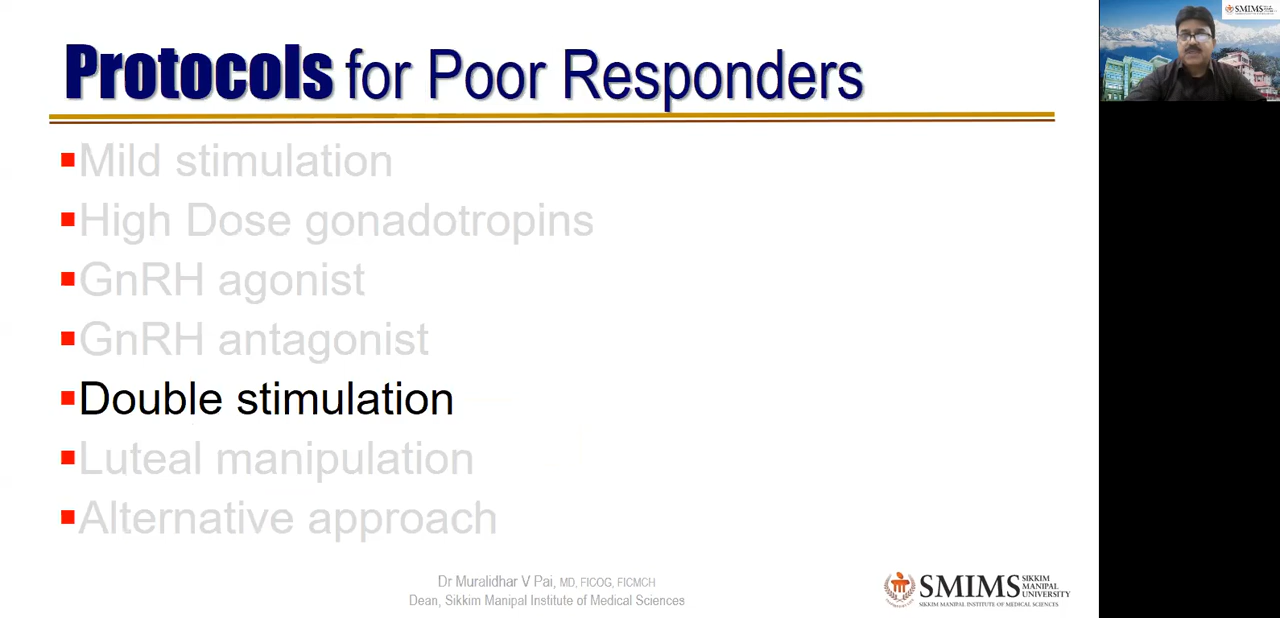 Protocols for Poor Responders
Mild stimulation
High Dose gonadotropins
GnRH agonist
GnRH antagonist
Double stimulation
Luteal manipulation
Alternative approach
Dr Muralidhar V Pai, MD, FICOG, FICMCH
Dean, Sikkim Manipal Institute of Medical Sciences
SMIMS SIKKIM MANIPAL UNIVERSITY
SIKKIM MANIPAL INSTITUTE OF MEDICAL SCIENCES
SMIMS